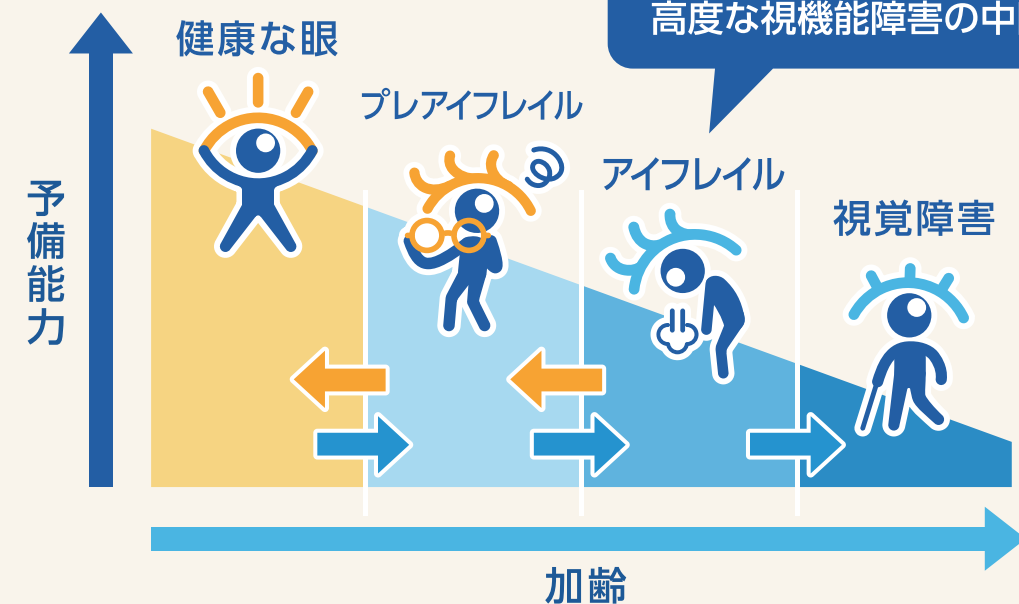 高度な視機能障害の中
健康な眼
プレアイフレイル
アイフレイル
視覚障害
予備能力
加齢